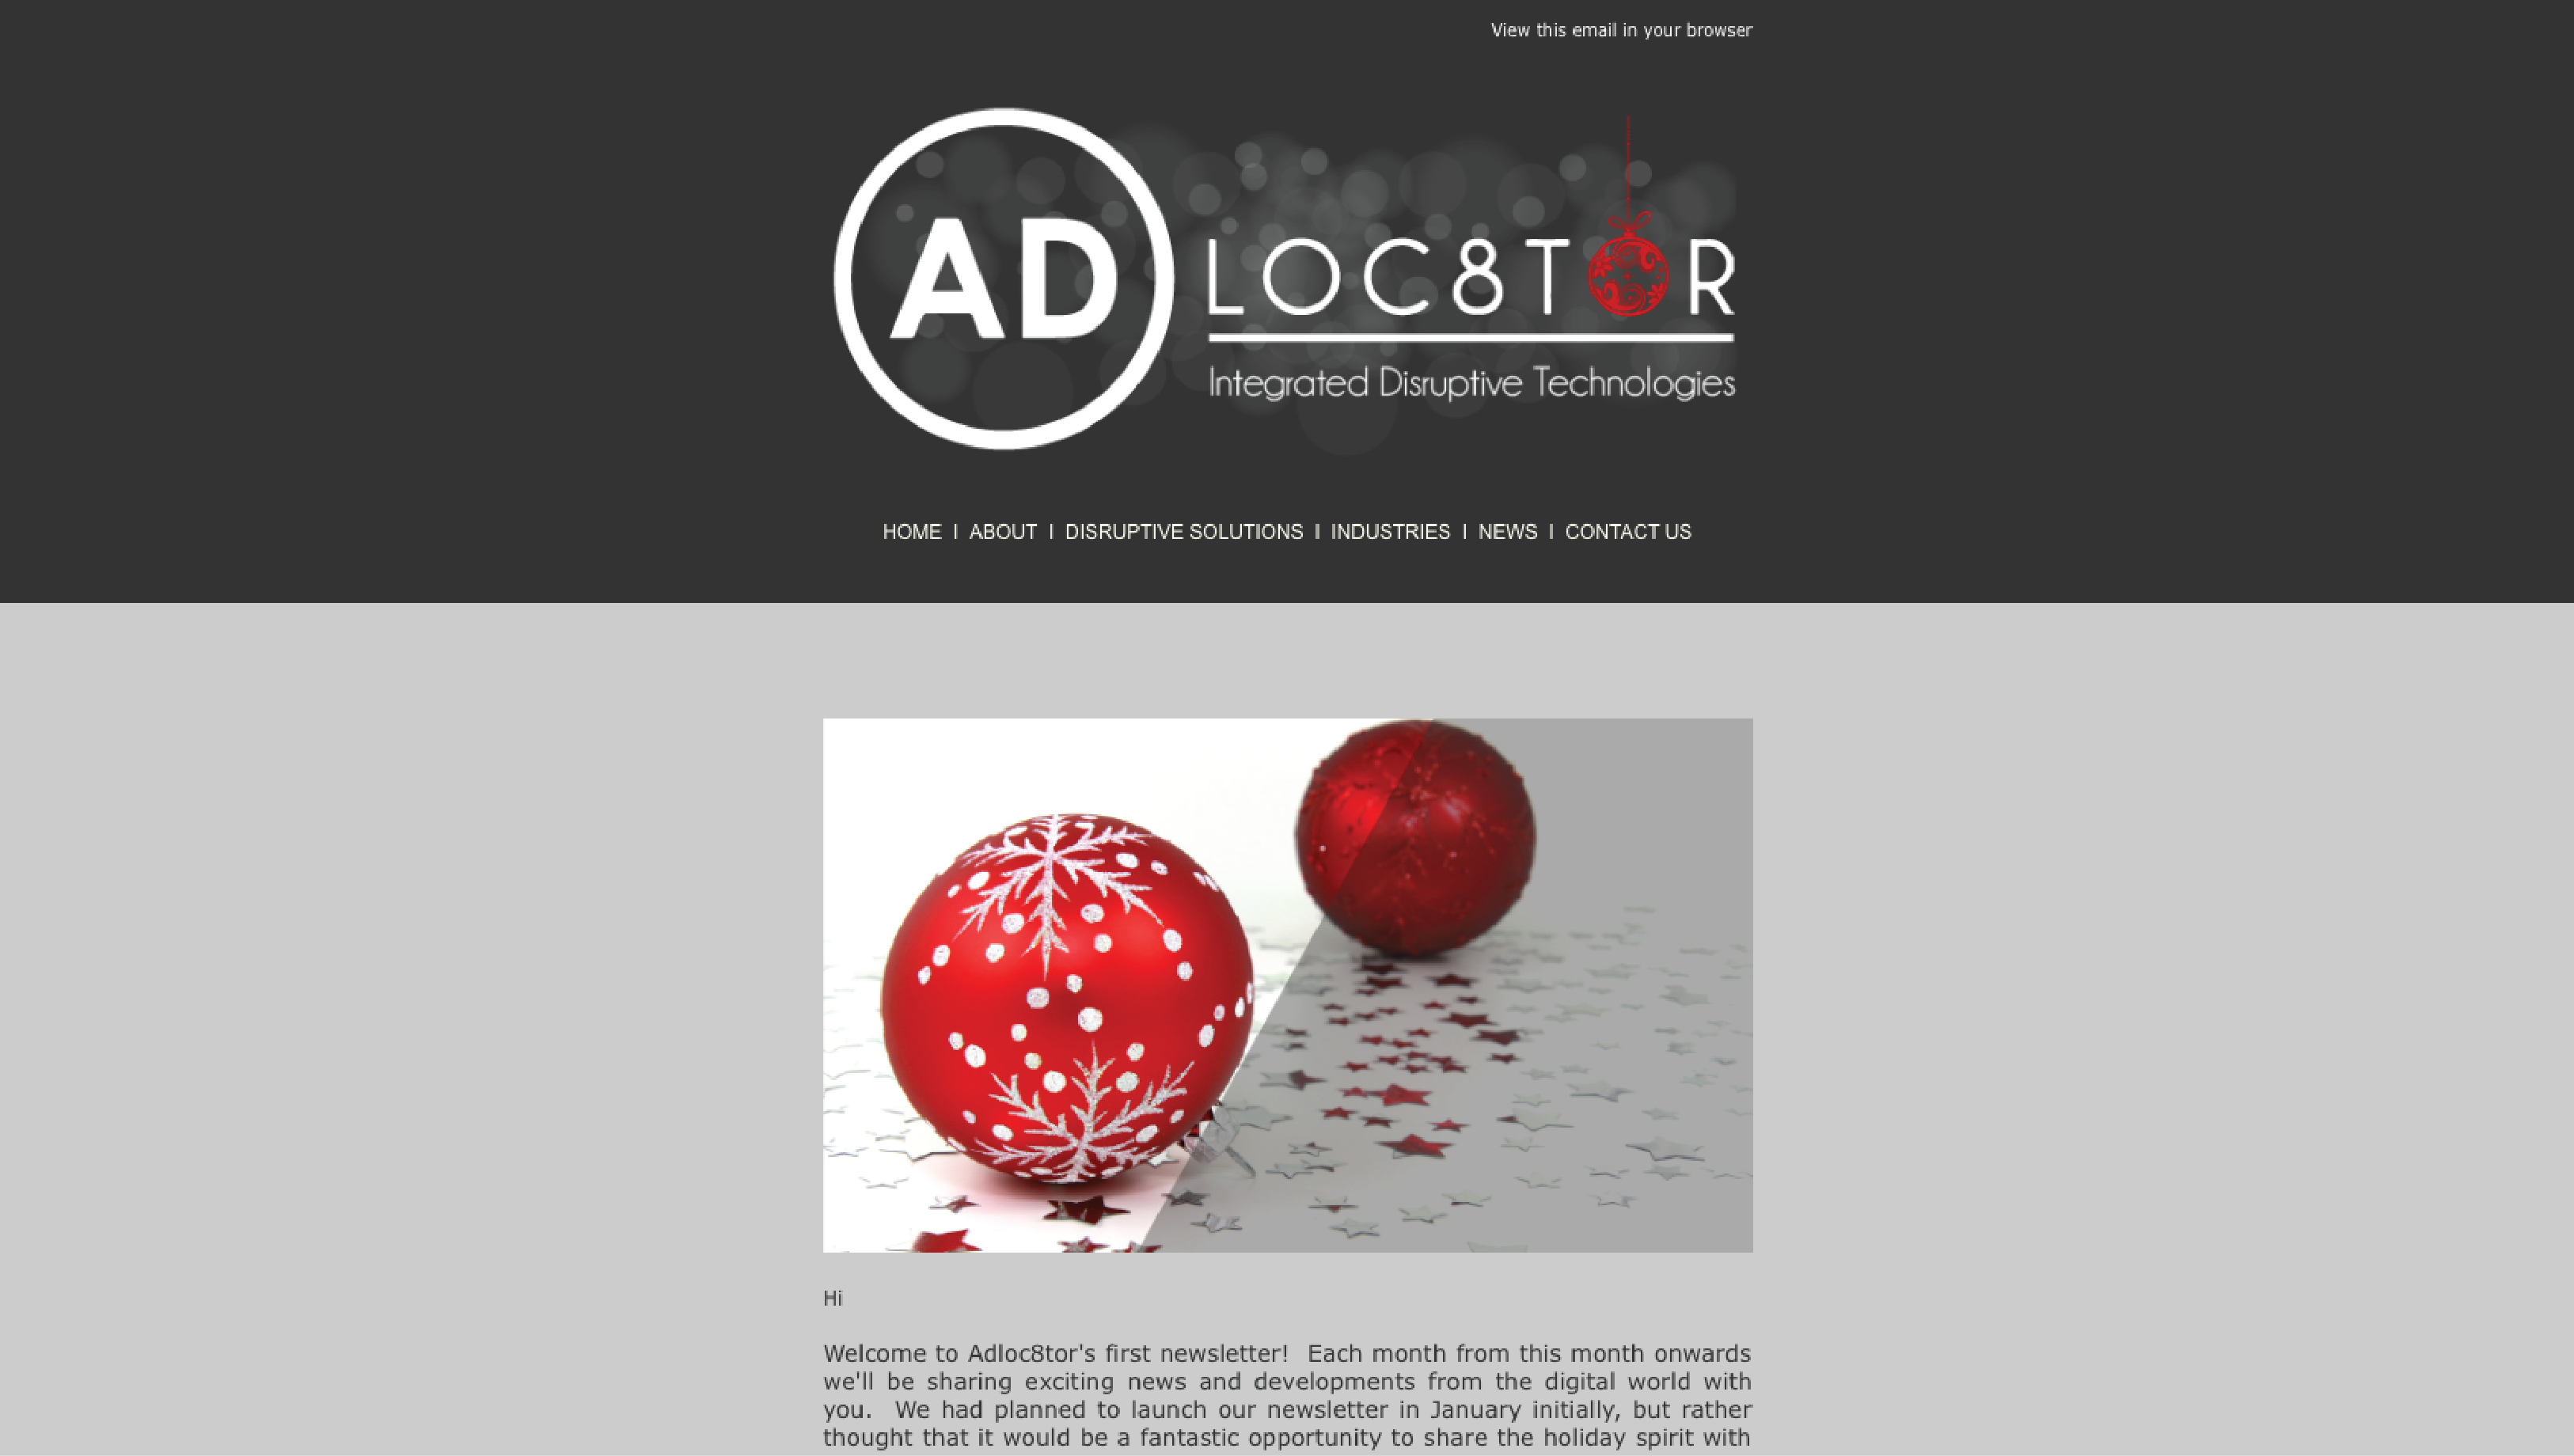 View this email in your browser
AD LOC8TOR
Integrated Disruptive Technologies
HOME I ABOUT I DISRUPTIVE SOLUTIONS I INDUSTRIES I NEWS I CONTACT US
Hi
Welcome to Adloc8tor's first newsletter! Each month from this month onwards
we'll be sharing exciting news and developments from the digital world with
you. We had planned to launch our newsletter in January initially, but rather
thought that it would be a fantastic opportunity to share the holiday spirit with